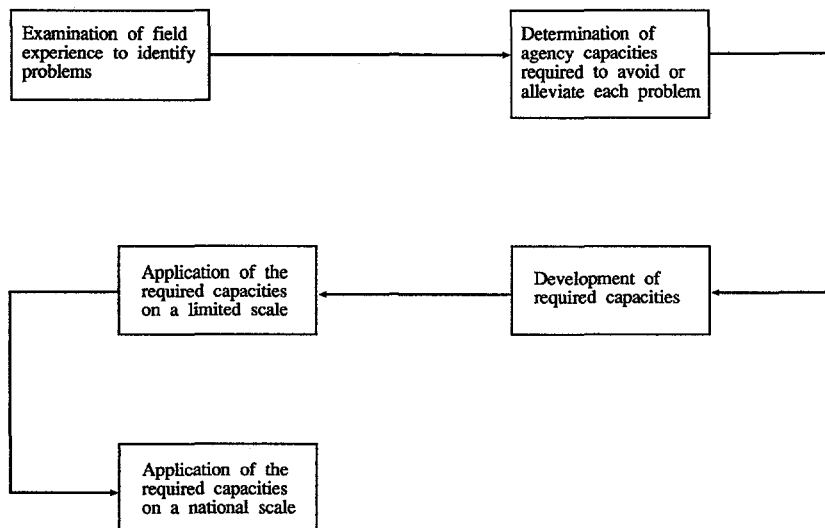 Examination of field
experience to identify
problems
Determination of
agency capacities
required to avoid or
alleviate each problem
Development of
required capacities
Application of the
required capacities
on a limited scale
Application of the
required capacities
on a national scale